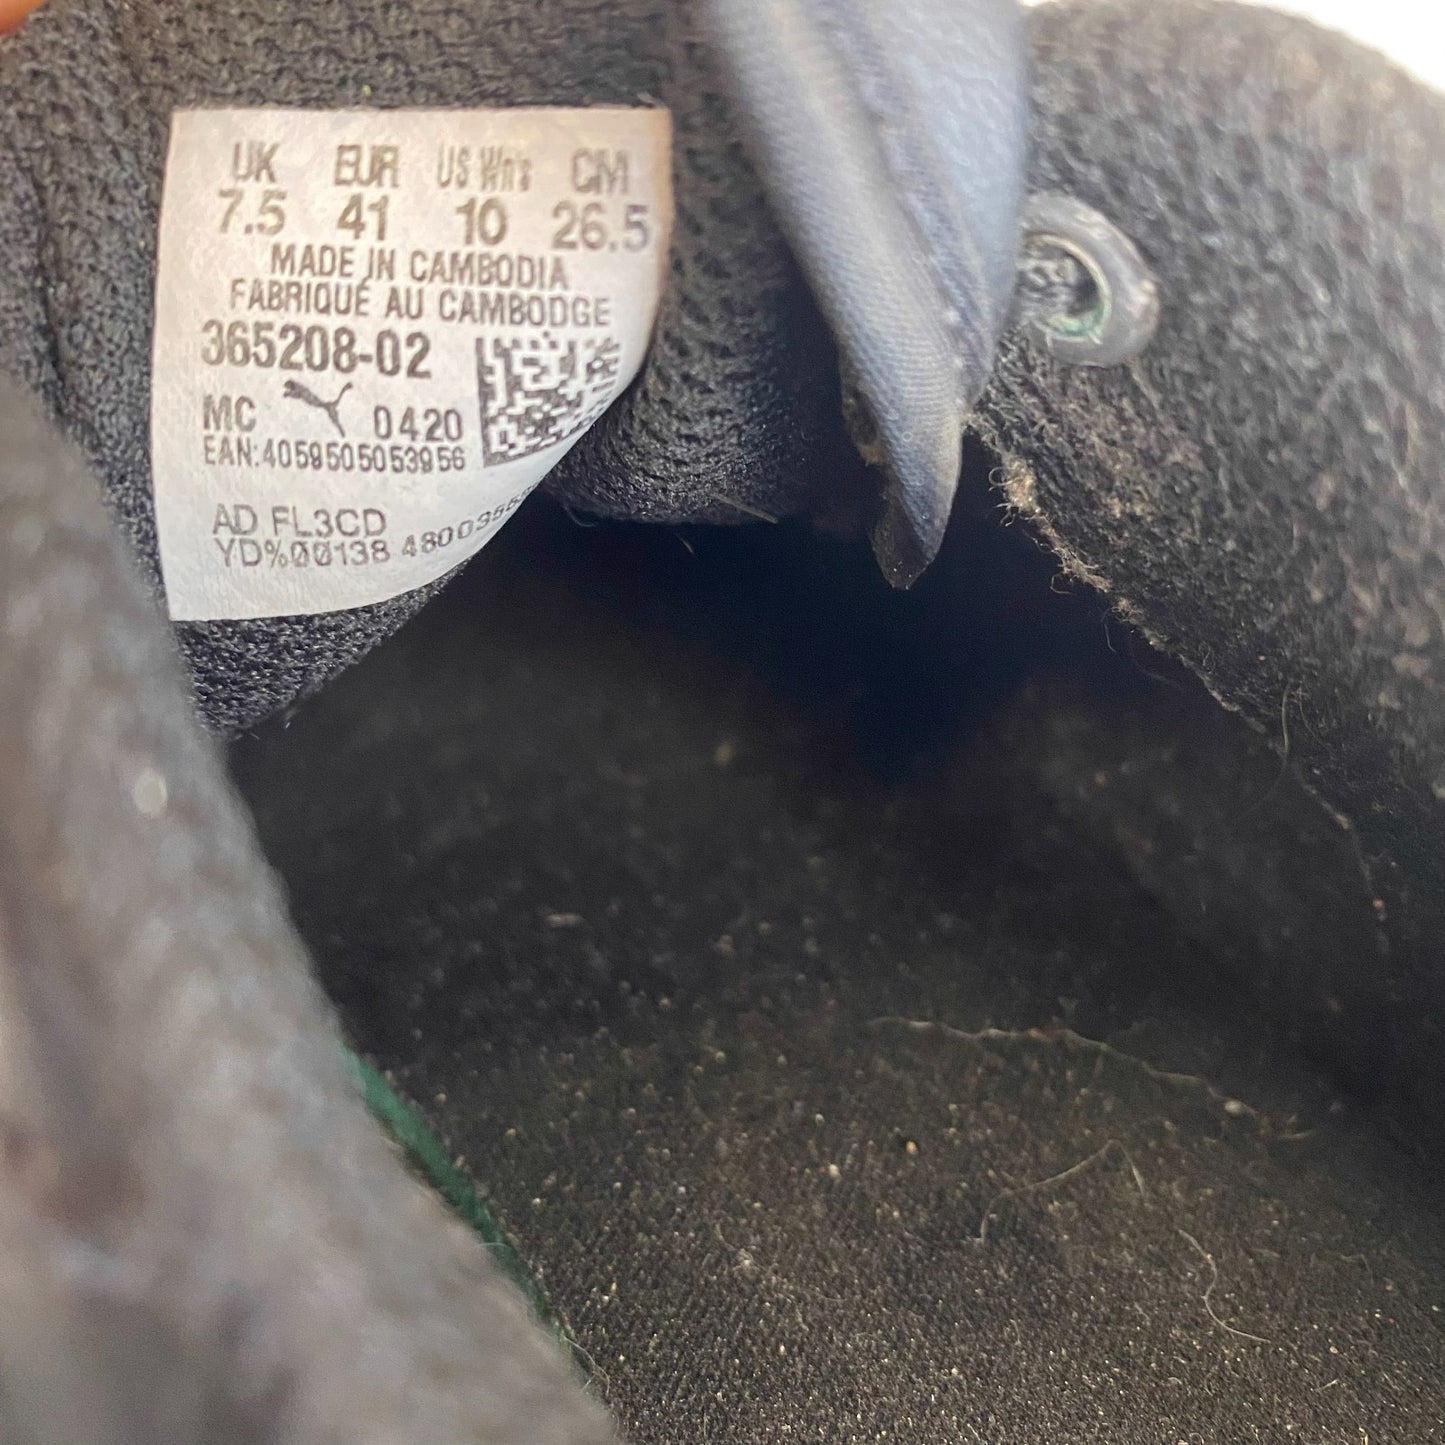 UK EUR US Wn's CM
7.5 41 10 26.5
MADE IN CAMBODIA
FABRIQUÉ AU CAMBODGE
365208-02
MC 0420
EAN:4059505053956
AD FL3CD
YD%00138